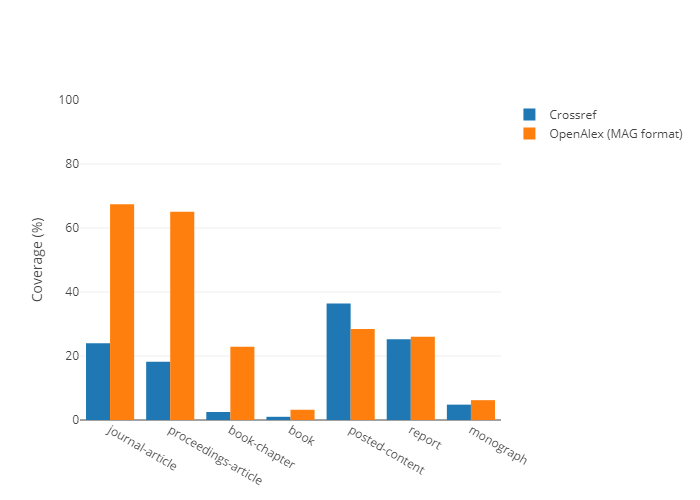 100
80
60
40
20
0
Coverage (%)
journal-article
proceedings-article
book-chapter
book
posted-content
report
monograph
Crossref
OpenAlex (MAG format)